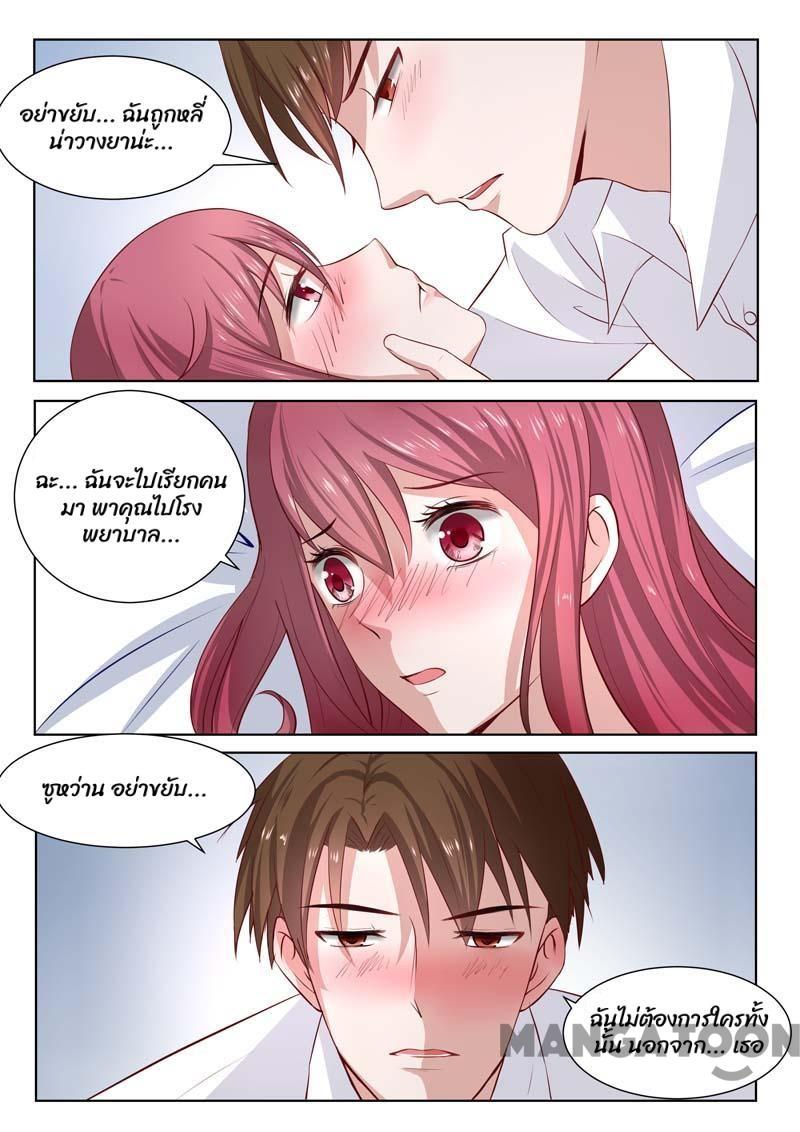 อย่าขยับ... ฉันถูกหลี่
น่าวางยาน่ะ...
ฉะ... ฉันจะไปเรียกคน
มา พาคุณไปโรง
พยาบาล...
ซูหว่าน อย่าขยับ...
ฉันไม่ต้องการใครทั้ง
นั้น นอกจาก... เธอ
MANGATOON